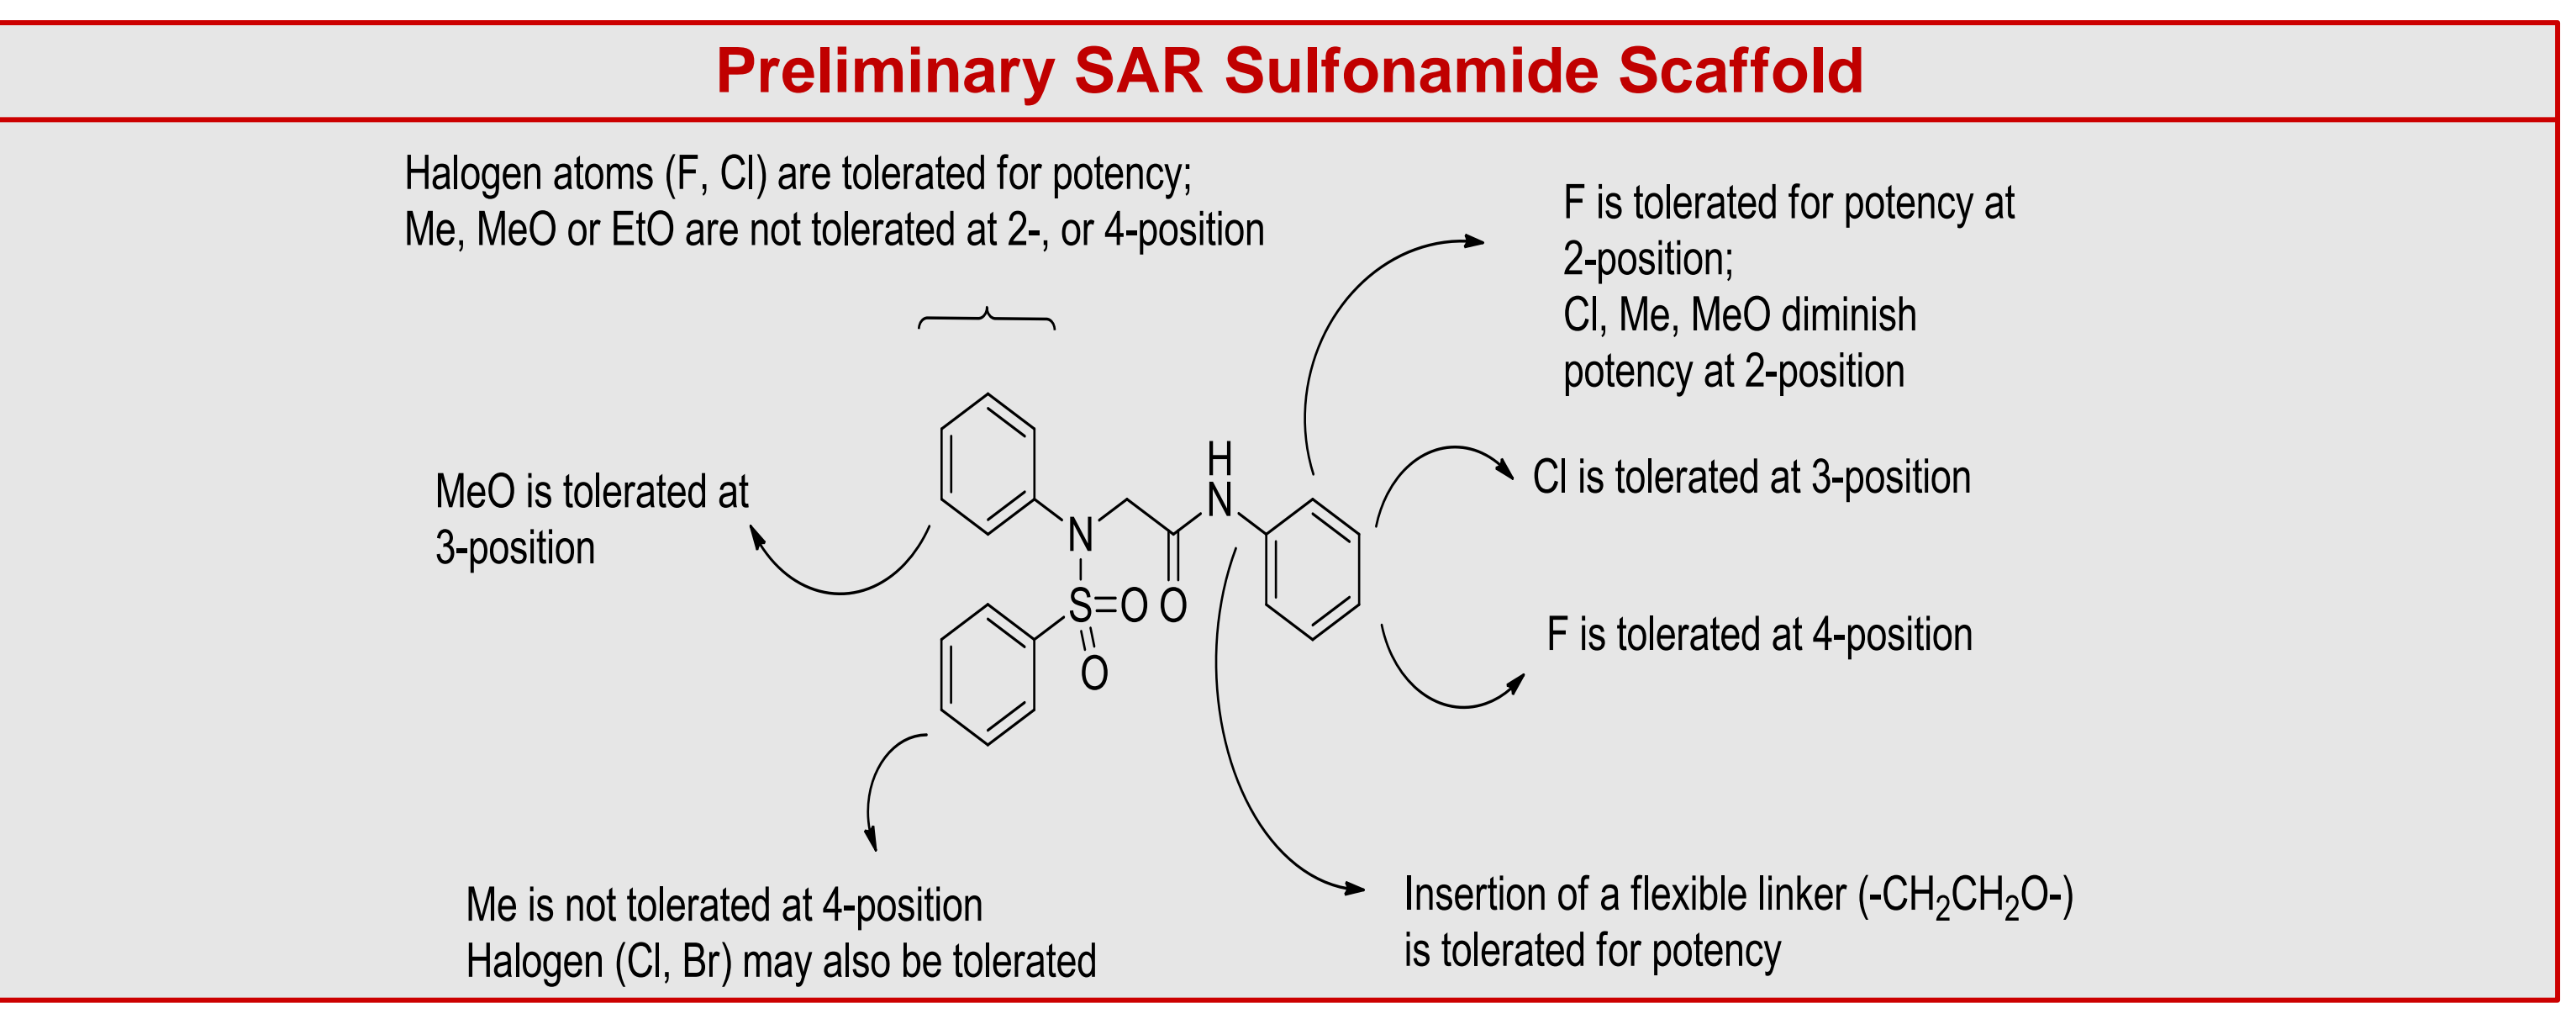 Preliminary SAR Sulfonamide Scaffold
Halogen atoms (F, Cl) are tolerated for potency;
Me, MeO or EtO are not tolerated at 2-, or 4-position
F is tolerated for potency at
2-position;
Cl, Me, MeO diminish
potency at 2-position
MeO is tolerated at
3-position
Cl is tolerated at 3-position
F is tolerated at 4-position
H
N
N
S=O O
O
Me is not tolerated at 4-position
Halogen (Cl, Br) may also be tolerated
Insertion of a flexible linker (-CH₂CH₂O-)
is tolerated for potency